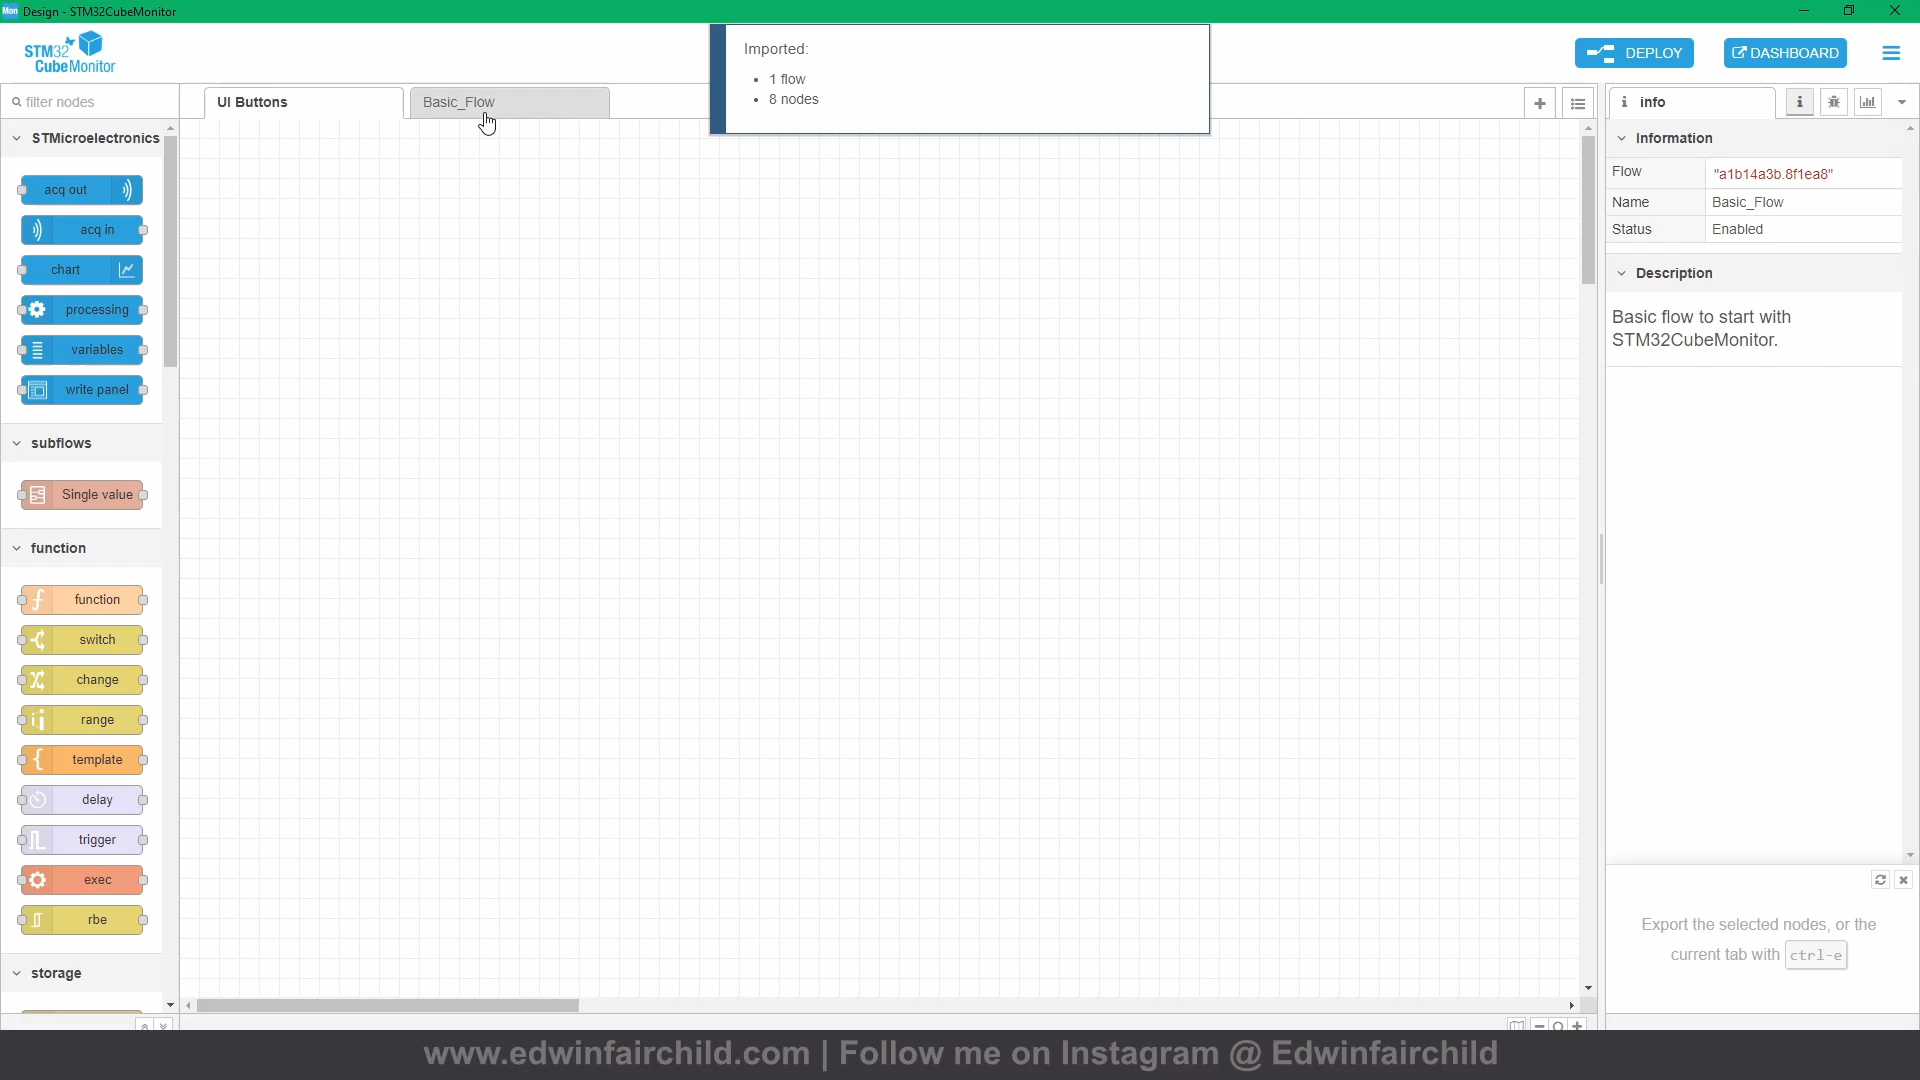 Mon Design - STM32CubeMonitor
STM32
CubeMonitor
Imported:
• 1 flow
• 8 nodes
DEPLOY
DASHBOARD
filter nodes
UI Buttons
Basic_Flow
i info
STMicroelectronics
acq out
acq in
chart
processing
variables
write panel
subflows
Single value
function
function
switch
change
range
template
delay
trigger
exec
rbe
storage
Information
Flow "a1b14a3b.8f1ea8"
Name Basic_Flow
Status Enabled
Description
Basic flow to start with
STM32CubeMonitor.
Export the selected nodes, or the
current tab with ctrl-e
www.edwinfairchild.com | Follow me on Instagram @ Edwinfairchild